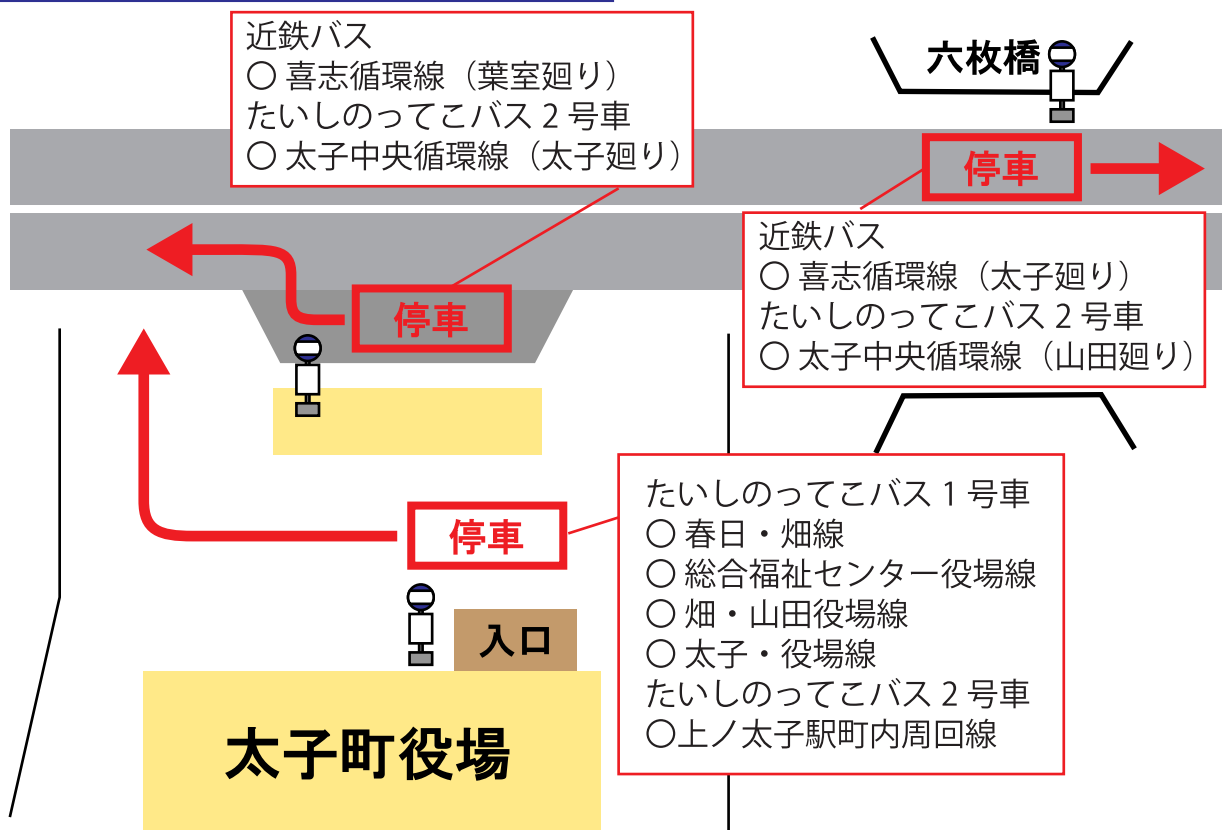 近鉄バス
〇 喜志循環線（葉室廻り）
たいしのってこバス 2 号車
〇 太子中央循環線（太子廻り）
六枚橋
停車
近鉄バス
〇 喜志循環線（太子廻り）
たいしのってこバス 2 号車
〇 太子中央循環線（山田廻り）
停車
停車
たいしのってこバス 1 号車
〇 春日・畑線
〇 総合福祉センター役場線
〇 畑・山田役場線
〇 太子・役場線
たいしのってこバス 2 号車
〇上ノ太子駅町内周回線
入口
太子町役場